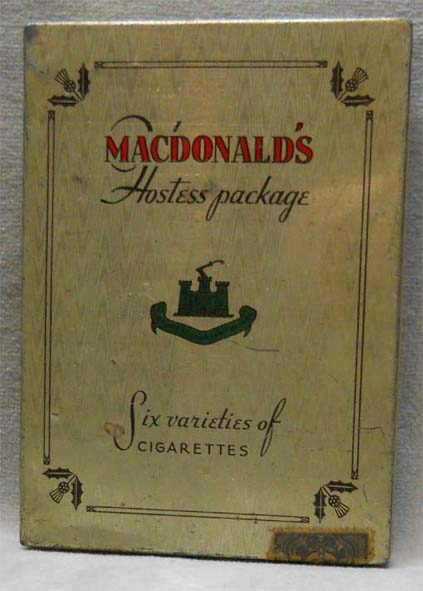 MACDONALD'S
Hostess package
Six varieties of
CIGARETTES